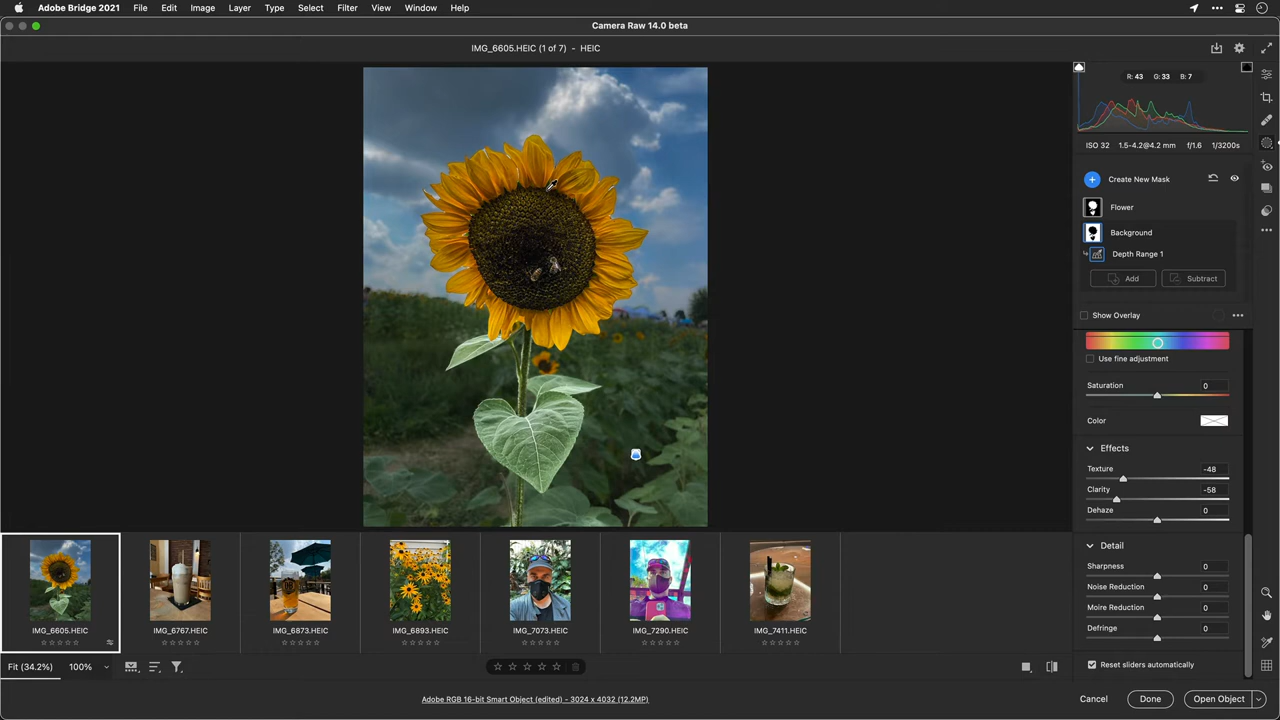 Adobe Bridge 2021 File Edit Image Layer Type Select Filter View Window Help
Camera Raw 14.0 beta
IMG_6605.HEIC (1 of 7) - HEIC
R: 43 G: 33 B: 7
ISO 32 1.5-4.2@4.2 mm f/1.6 1/3200s
Create New Mask
Flower
Background
Depth Range 1
Add Subtract
Show Overlay
Use fine adjustment
Saturation 0
Color
Effects
Texture -48
Clarity -58
Dehaze 0
Detail
Sharpness 0
Noise Reduction 0
Moire Reduction 0
Defringe 0
Reset sliders automatically
IMG_6605.HEIC IMG_6767.HEIC IMG_6873.HEIC IMG_6893.HEIC IMG_7073.HEIC IMG_7290.HEIC IMG_7411.HEIC
Fit (34.2%) 100%
Adobe RGB 16-bit Smart Object (edited) - 3024 x 4032 (12.2MP)
Cancel Done Open Object